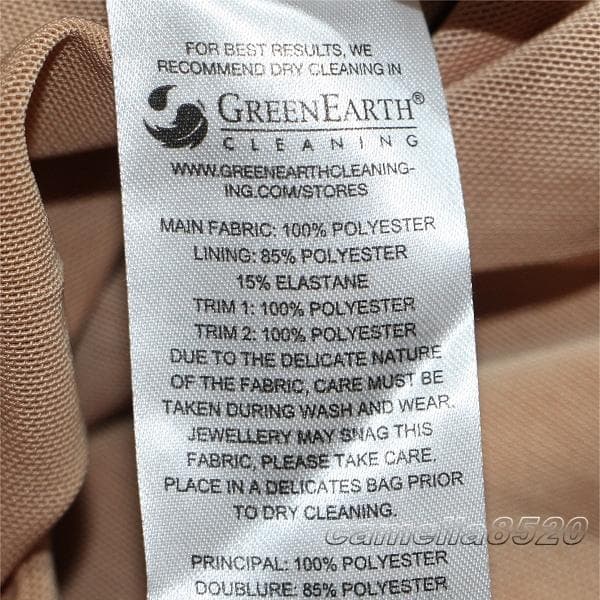 FOR BEST RESULTS, WE
RECOMMEND DRY CLEANING IN
GREENEARTH®
CLEANING
WWW.GREENEARTHCLEANING-
ING.COM/STORES
MAIN FABRIC: 100% POLYESTER
LINING: 85% POLYESTER
15% ELASTANE
TRIM 1: 100% POLYESTER
TRIM 2: 100% POLYESTER
DUE TO THE DELICATE NATURE
OF THE FABRIC, CARE MUST BE
TAKEN DURING WASH AND WEAR.
JEWELLERY MAY SNAG THIS
FABRIC, PLEASE TAKE CARE.
PLACE IN A DELICATES BAG PRIOR
TO DRY CLEANING.
camellia8520
PRINCIPAL: 100% POLYESTER
DOUBLURE: 85% POLYESTER